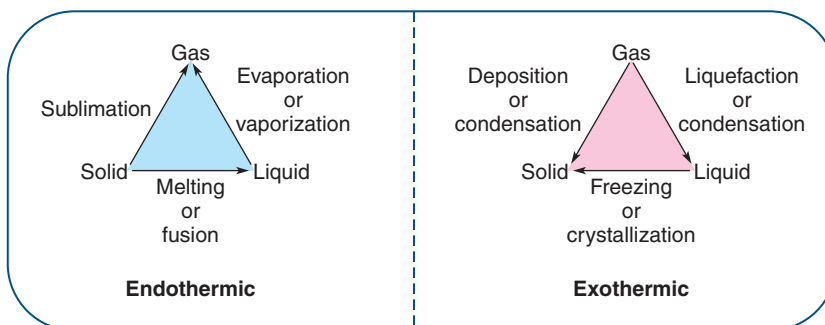 Gas
Evaporation
or
vaporization
Sublimation
Solid
Liquid
Melting
or
fusion
Endothermic
Gas
Deposition
or
condensation
Liquefaction
or
condensation
Solid
Liquid
Freezing
or
crystallization
Exothermic